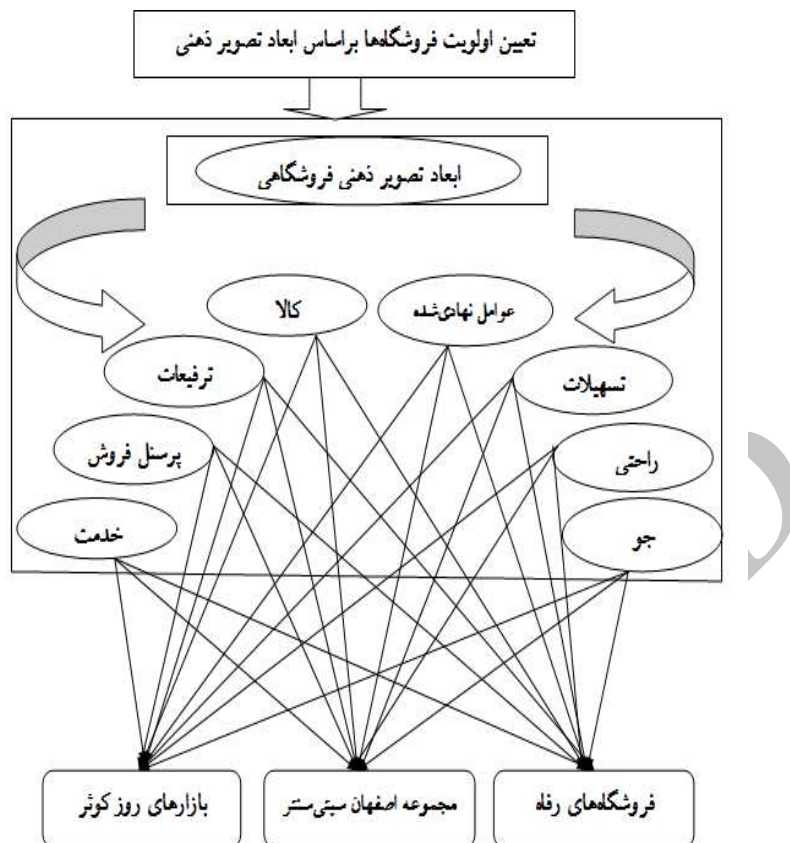 تعیین اولویت فروشگاه‌ها براساس ابعاد تصویر ذهنی
ابعاد تصویر ذهنی فروشگاهی
عوامل نهادی‌شده
کالا
تسهیلات
ترفیعات
راحتی
پرسنل فروش
جو
خدمت
فروشگاه‌های رفاه
مجموعه اصفهان سیتی‌سنتر
بازارهای روز کوثر